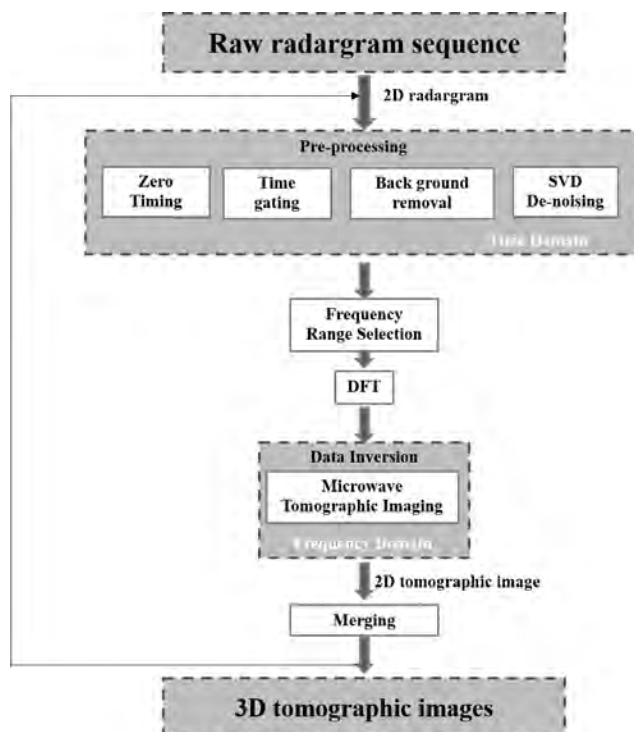 Raw radargram sequence
2D radargram
Pre-processing
Zero
Timing
Time
gating
Back ground
removal
SVD
De-noising
Time Domain
Frequency
Range Selection
DFT
Data Inversion
Microwave
Tomographic Imaging
Frequency Domain
2D tomographic image
Merging
3D tomographic images